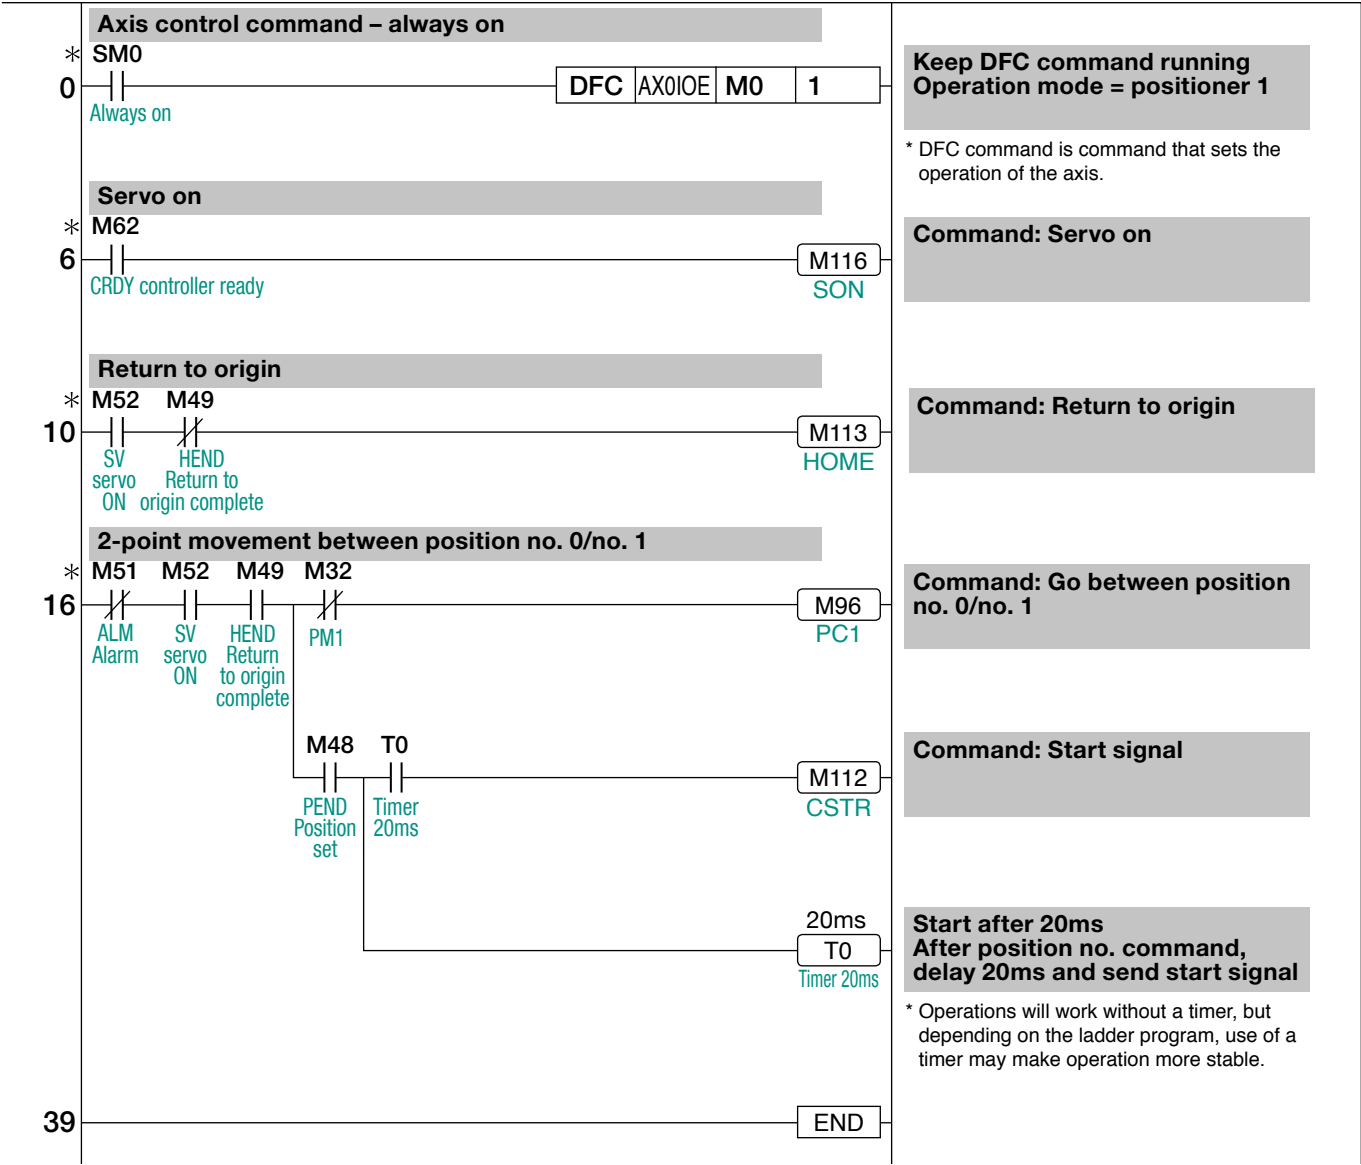 Axis control command – always on
* SM0
0
DFC AX0IOE M0 1
Always on
Keep DFC command running
Operation mode = positioner 1
* DFC command is command that sets the
operation of the axis.
Servo on
* M62
6
M116
CRDY controller ready
SON
Command: Servo on
Return to origin
* M52 M49
10
M113
SV
servo
ON
HEND
Return to
origin complete
HOME
Command: Return to origin
2-point movement between position no. 0/no. 1
* M51 M52 M49 M32
16
M96
ALM
Alarm
SV
servo
ON
HEND
Return
to origin
complete
PM1
PC1
Command: Go between position
no. 0/no. 1
M48 T0
M112
PEND
Position
set
Timer
20ms
CSTR
Command: Start signal
20ms
T0
Timer 20ms
Start after 20ms
After position no. command,
delay 20ms and send start signal
* Operations will work without a timer, but
depending on the ladder program, use of a
timer may make operation more stable.
39
END